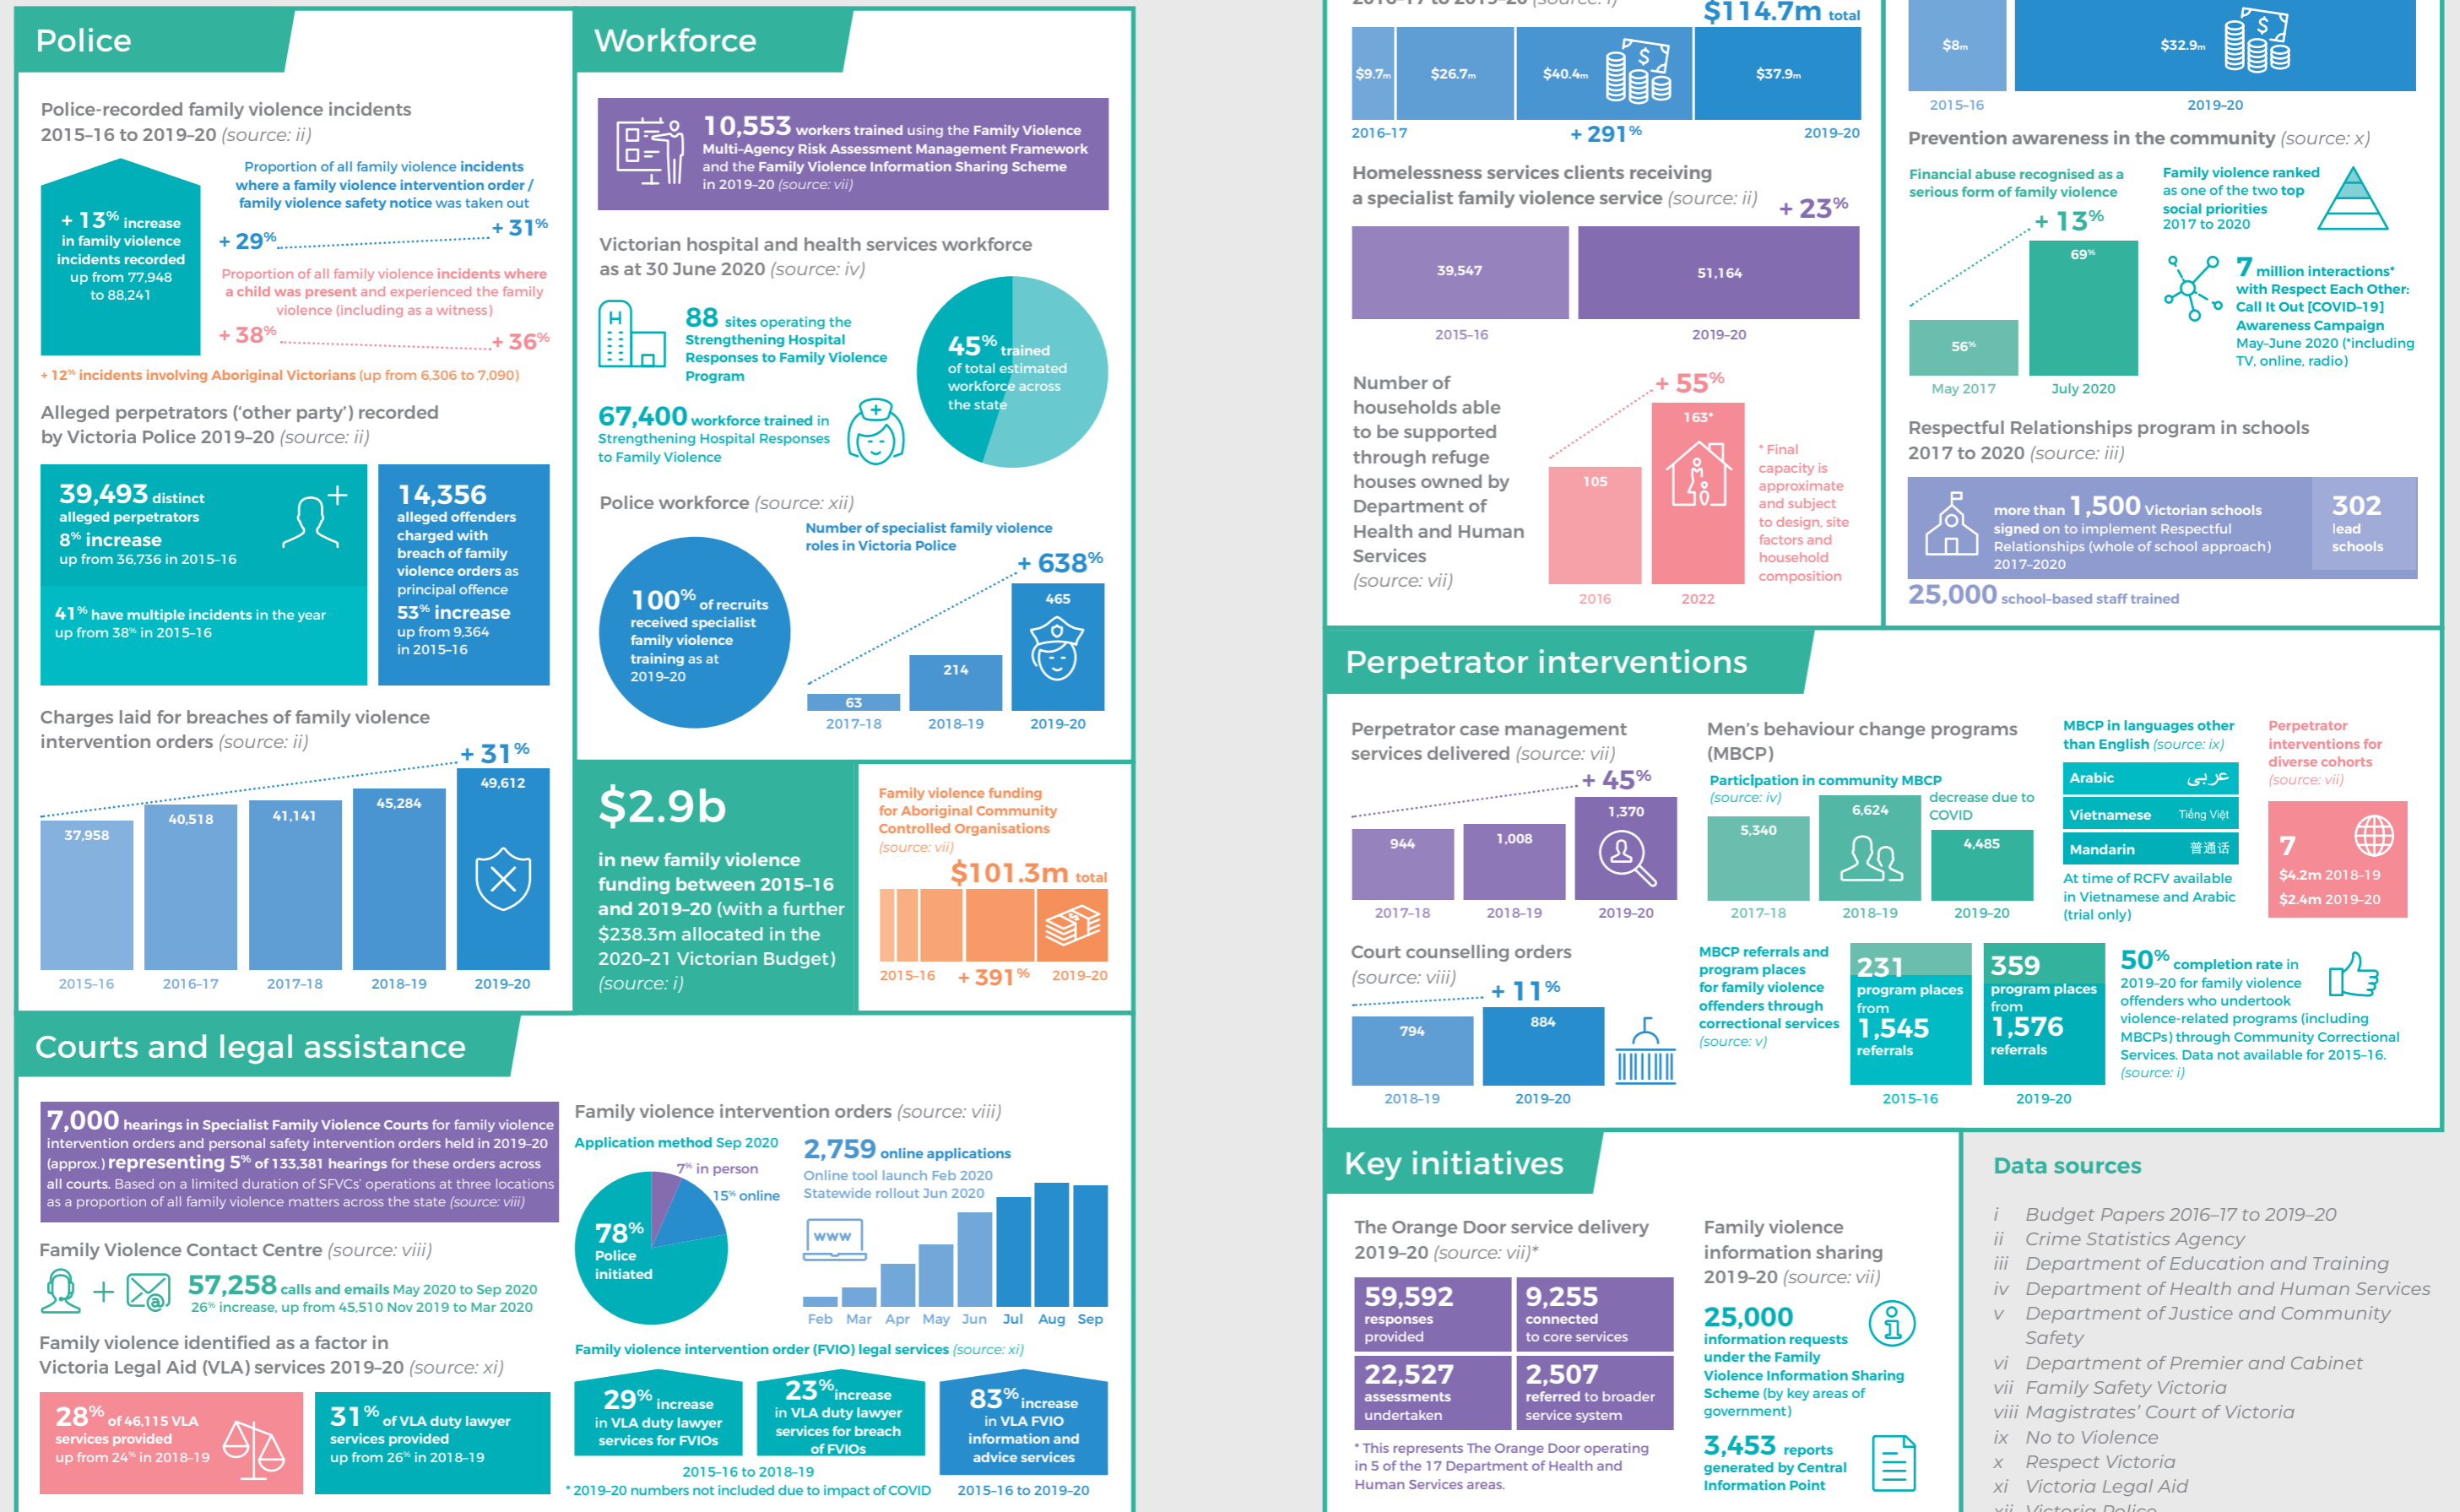 Police
Police-recorded family violence incidents
2015–16 to 2019–20 (source: ii)
+ 13% increase
in family violence
incidents recorded
up from 77,948
to 88,241
Proportion of all family violence incidents
where a family violence intervention order /
family violence safety notice was taken out
+ 29%
+ 31%
Proportion of all family violence incidents where
a child was present and experienced the family
violence (including as a witness)
+ 38%
+ 36%
+ 12% incidents involving Aboriginal Victorians (up from 6,306 to 7,090)
Alleged perpetrators (‘other party’) recorded
by Victoria Police 2019–20 (source: ii)
39,493 distinct
alleged perpetrators
8% increase
up from 36,736 in 2015–16
41% have multiple incidents in the year
up from 38% in 2015–16
14,356
alleged offenders
charged with
breach of family
violence orders as
principal offence
53% increase
up from 9,364
in 2015–16
Charges laid for breaches of family violence
intervention orders (source: ii)
+ 31%
37,958
40,518
41,141
45,284
49,612
2015–16
2016–17
2017–18
2018–19
2019–20
Workforce
10,553 workers trained using the Family Violence
Multi-Agency Risk Assessment Management Framework
and the Family Violence Information Sharing Scheme
in 2019–20 (source: vii)
Victorian hospital and health services workforce
as at 30 June 2020 (source: iv)
H
88 sites operating the
Strengthening Hospital
Responses to Family Violence
Program
67,400 workforce trained in
Strengthening Hospital Responses
to Family Violence
45% trained
of total estimated
workforce across
the state
Police workforce (source: xii)
100% of recruits
received specialist
family violence
training as at
2019–20
Number of specialist family violence
roles in Victoria Police
+ 638%
63
214
465
2017–18
2018–19
2019–20
$2.9b
in new family violence
funding between 2015–16
and 2019–20 (with a further
$238.3m allocated in the
2020–21 Victorian Budget)
(source: i)
Family violence funding
for Aboriginal Community
Controlled Organisations
(source: vii)
$101.3m total
2015–16
+ 391%
2019–20
Courts and legal assistance
7,000 hearings in Specialist Family Violence Courts for family violence
intervention orders and personal safety intervention orders held in 2019–20
(approx.) representing 5% of 133,381 hearings for these orders across
all courts. Based on a limited duration of SFVCs’ operations at three locations
as a proportion of all family violence matters across the state (source: viii)
Family Violence Contact Centre (source: viii)
57,258 calls and emails May 2020 to Sep 2020
26% increase, up from 45,510 Nov 2019 to Mar 2020
Family violence identified as a factor in
Victoria Legal Aid (VLA) services 2019–20 (source: xi)
28% of 46,115 VLA
services provided
up from 24% in 2018–19
31% of VLA duty lawyer
services provided
up from 26% in 2018–19
Family violence intervention orders (source: viii)
Application method Sep 2020
7% in person
15% online
78%
Police
initiated
2,759 online applications
Online tool launch Feb 2020
Statewide rollout Jun 2020
WWW
Feb
Mar
Apr
May
Jun
Jul
Aug
Sep
Family violence intervention order (FVIO) legal services (source: xi)
29% increase
in VLA duty lawyer
services for FVIOs
23% increase
in VLA duty lawyer
services for breach
of FVIOs
83% increase
in VLA FVIO
information and
advice services
2015–16 to 2018–19
* 2019–20 numbers not included due to impact of COVID
2015–16 to 2019–20
2016–17 to 2019–20 (source: i)
$114.7m total
$9.7m
$26.7m
$40.4m
$
$37.9m
2016–17
+ 291%
2019–20
Homelessness services clients receiving
a specialist family violence service (source: ii)
+ 23%
39,547
51,164
2015–16
2019–20
Number of
households able
to be supported
through refuge
houses owned by
Department of
Health and Human
Services
(source: vii)
+ 55%
105
163*
2016
2022
* Final
capacity is
approximate
and subject
to design, site
factors and
household
composition
$8m
$32.9m
$
2015–16
2019–20
Prevention awareness in the community (source: x)
Financial abuse recognised as a
serious form of family violence
+ 13%
56%
69%
May 2017
July 2020
Family violence ranked
as one of the two top
social priorities
2017 to 2020
7 million interactions*
with Respect Each Other:
Call It Out [COVID-19]
Awareness Campaign
May–June 2020 (*including
TV, online, radio)
Respectful Relationships program in schools
2017 to 2020 (source: iii)
more than 1,500 Victorian schools
signed on to implement Respectful
Relationships (whole of school approach)
2017–2020
302
lead
schools
25,000 school-based staff trained
Perpetrator interventions
Perpetrator case management
services delivered (source: vii)
+ 45%
944
1,008
1,370
2017–18
2018–19
2019–20
Men’s behaviour change programs
(MBCP)
Participation in community MBCP
(source: iv)
decrease due to
COVID
5,340
6,624
4,485
2017–18
2018–19
2019–20
MBCP in languages other
than English (source: ix)
Arabic عربى
Vietnamese Tiếng Việt
Mandarin 普通话
At time of RCFV available
in Vietnamese and Arabic
(trial only)
Perpetrator
interventions for
diverse cohorts
(source: vii)
7
$4.2m 2018–19
$2.4m 2019–20
Court counselling orders
(source: viii)
+ 11%
794
884
2018–19
2019–20
MBCP referrals and
program places
for family violence
offenders through
correctional services
(source: v)
231
program places
from
1,545
referrals
359
program places
from
1,576
referrals
2015–16
2019–20
50% completion rate in
2019–20 for family violence
offenders who undertook
violence-related programs (including
MBCPs) through Community Correctional
Services. Data not available for 2015–16.
(source: i)
Key initiatives
The Orange Door service delivery
2019–20 (source: vii)*
59,592
responses
provided
9,255
connected
to core services
22,527
assessments
undertaken
2,507
referred to broader
service system
* This represents The Orange Door operating
in 5 of the 17 Department of Health and
Human Services areas.
Family violence
information sharing
2019–20 (source: vii)
25,000
information requests
under the Family
Violence Information Sharing
Scheme (by key areas of
government)
3,453 reports
generated by Central
Information Point
Data sources
i Budget Papers 2016–17 to 2019–20
ii Crime Statistics Agency
iii Department of Education and Training
iv Department of Health and Human Services
v Department of Justice and Community
Safety
vi Department of Premier and Cabinet
vii Family Safety Victoria
viii Magistrates’ Court of Victoria
ix No to Violence
x Respect Victoria
xi Victoria Legal Aid
xii Victoria Police